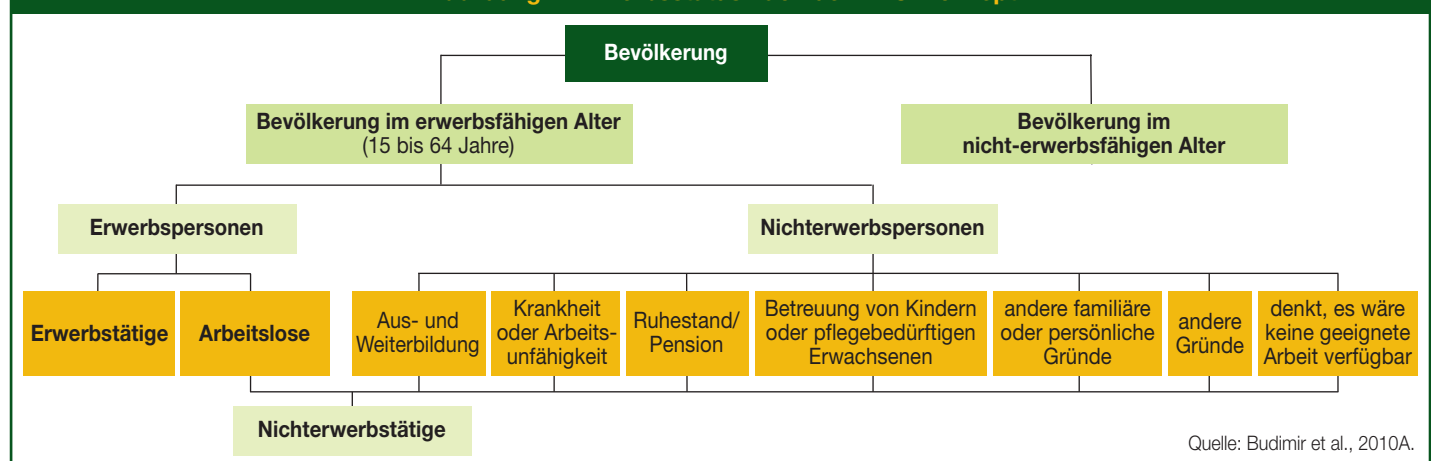 Bevölkerung
Bevölkerung im erwerbsfähigen Alter
(15 bis 64 Jahre)
Bevölkerung im
nicht-erwerbsfähigen Alter
Erwerbspersonen
Nichterwerbspersonen
Erwerbstätige
Arbeitslose
Aus- und
Weiterbildung
Krankheit
oder Arbeits-
unfähigkeit
Ruhestand/
Pension
Betreuung von Kindern
oder pflegebedürftigen
Erwachsenen
andere familiäre
oder persönliche
Gründe
andere
Gründe
denkt, es wäre
keine geeignete
Arbeit verfügbar
Nichterwerbstätige
Quelle: Budimir et al., 2010A.